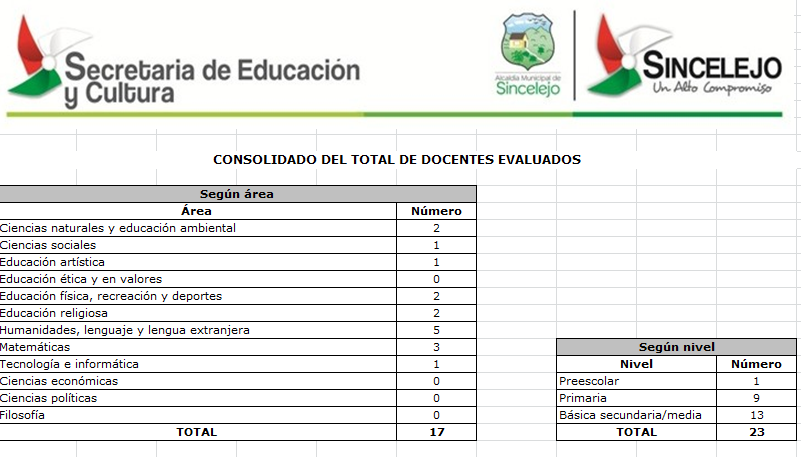 Secretaria de Educación
y Cultura
Alcaldía Municipal de
Sincelejo
SINCELEJO
Un Alto Compromiso
CONSOLIDADO DEL TOTAL DE DOCENTES EVALUADOS
Según área
Área Número
Ciencias naturales y educación ambiental 2
Ciencias sociales 1
Educación artística 1
Educación ética y en valores 0
Educación física, recreación y deportes 2
Educación religiosa 2
Humanidades, lenguaje y lengua extranjera 5
Matemáticas 3
Tecnología e informática 1
Ciencias económicas 0
Ciencias políticas 0
Filosofía 0
TOTAL 17
Según nivel
Nivel Número
Preescolar 1
Primaria 9
Básica secundaria/media 13
TOTAL 23